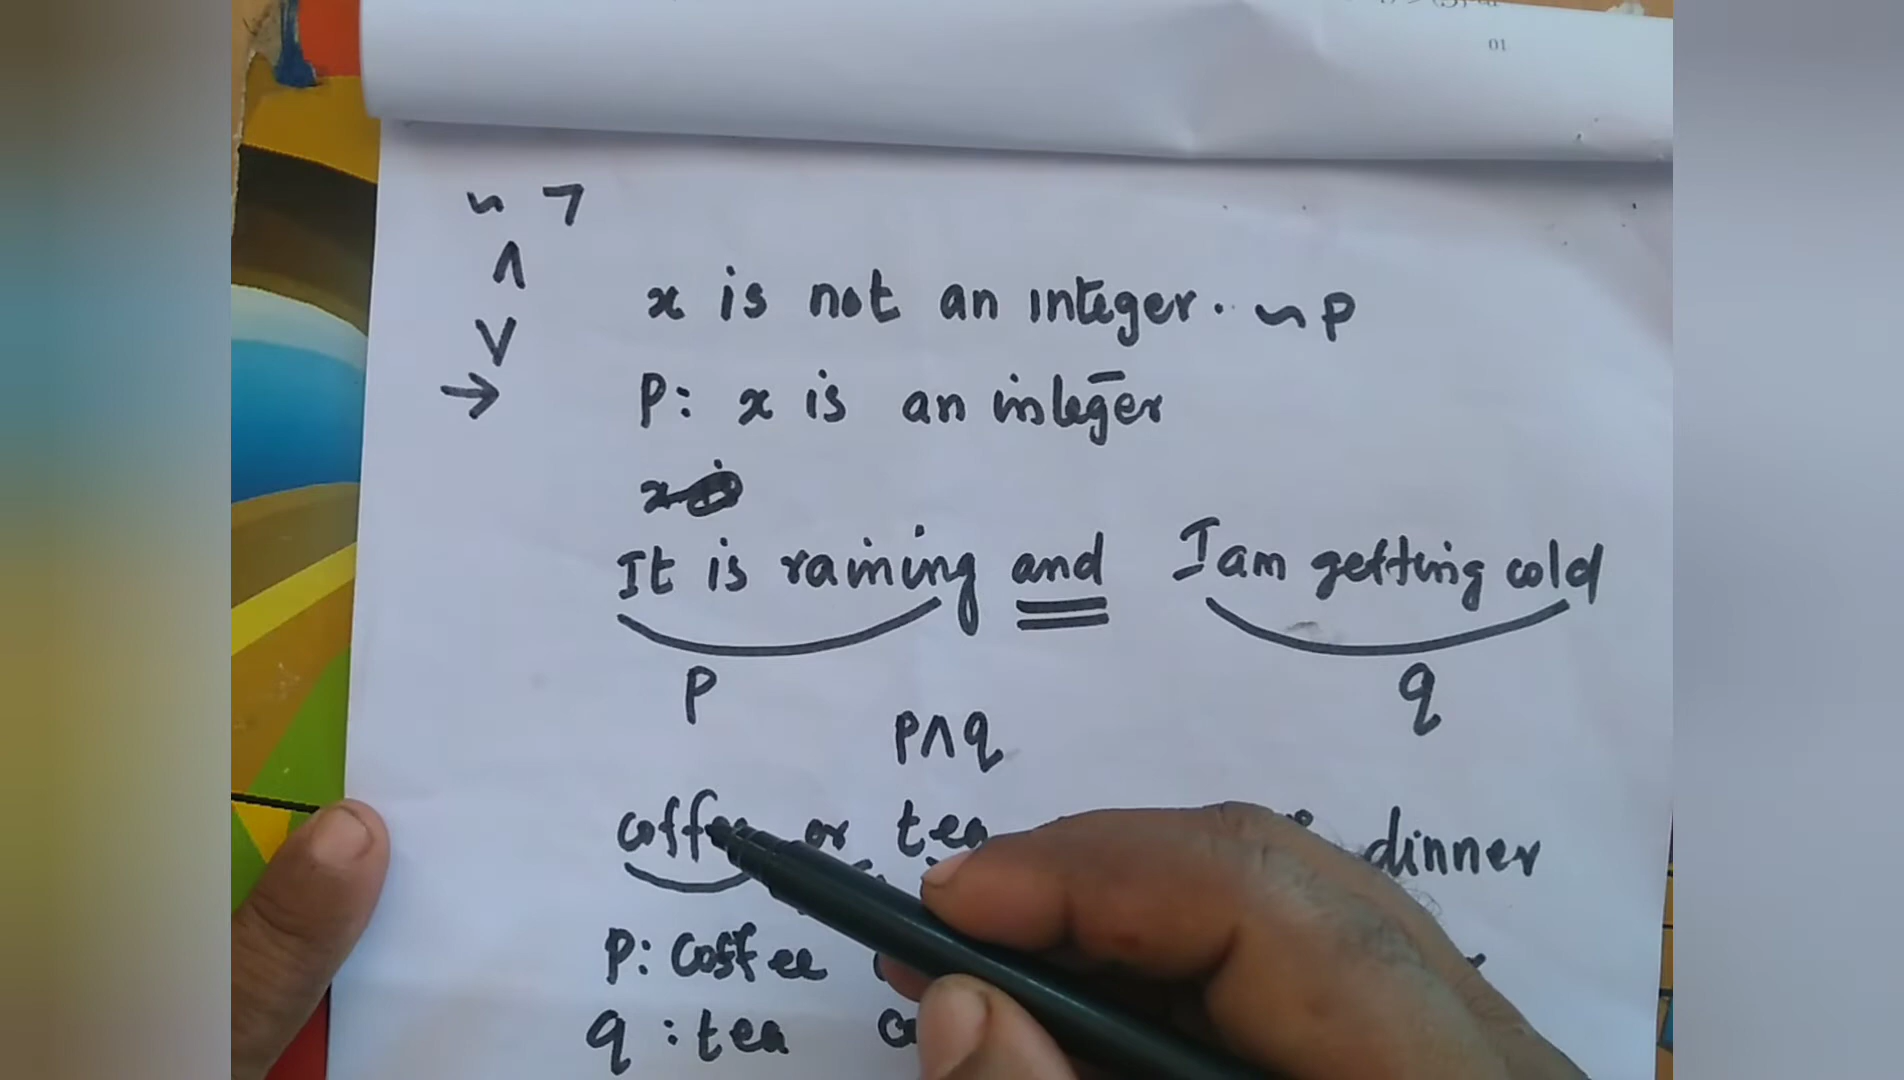 01
~ ¬
∧
x is not an integer. ~p
∨
→
P: x is an integer
x
It is raining and I am getting cold
P
q
p∧q
coffee or tea dinner
P: coffee
q: tea